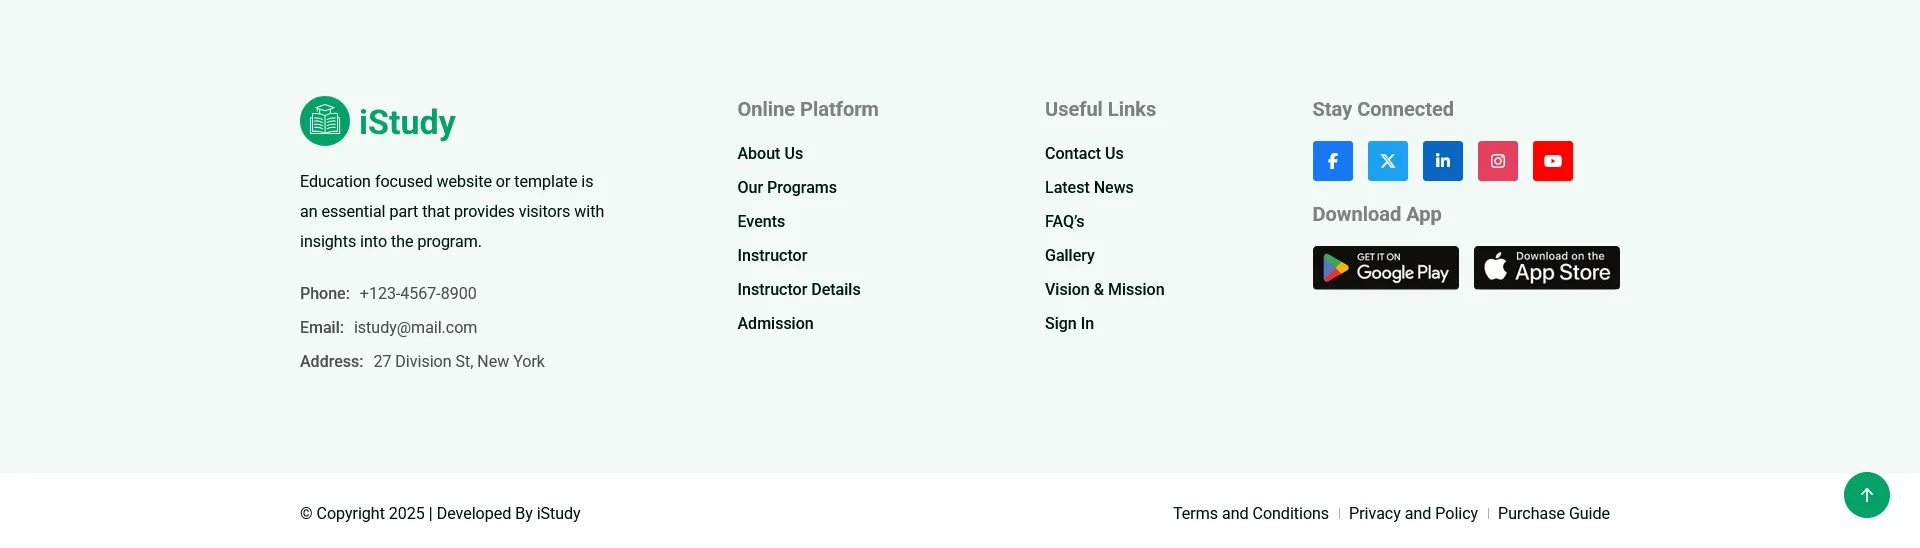 iStudy
Education focused website or template is
an essential part that provides visitors with
insights into the program.
Phone: +123-4567-8900
Email: istudy@mail.com
Address: 27 Division St, New York
Online Platform
About Us
Our Programs
Events
Instructor
Instructor Details
Admission
Useful Links
Contact Us
Latest News
FAQ’s
Gallery
Vision & Mission
Sign In
Stay Connected
Download App
GET IT ON
Google Play
Download on the
App Store
© Copyright 2025 | Developed By iStudy
Terms and Conditions | Privacy and Policy | Purchase Guide